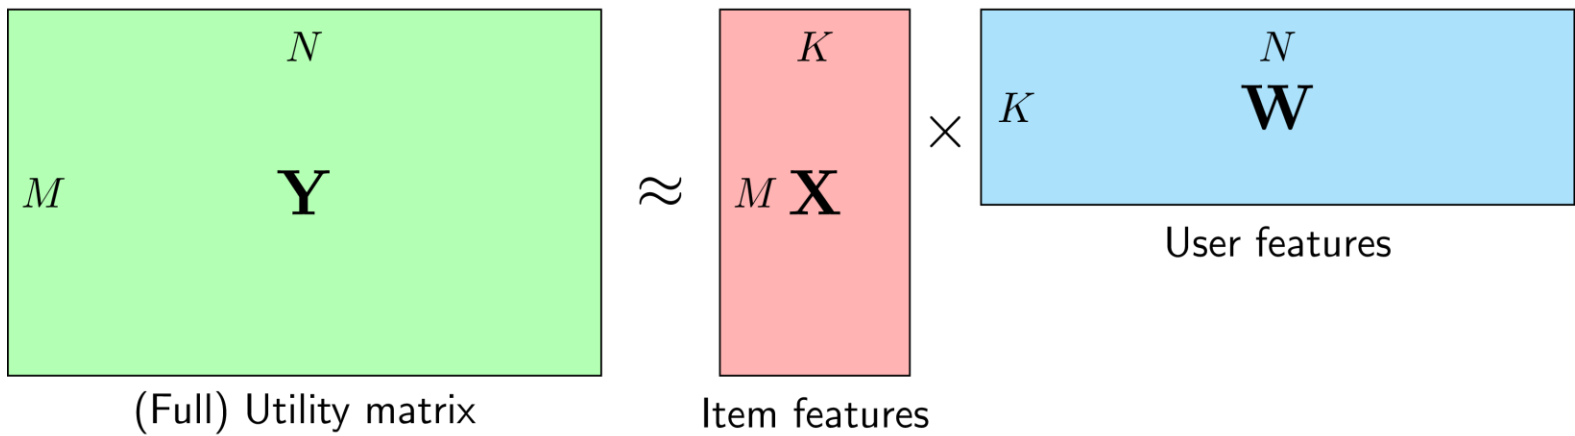 N
M Y
(Full) Utility matrix
≈
K
M X
Item features
×
N
K W
User features